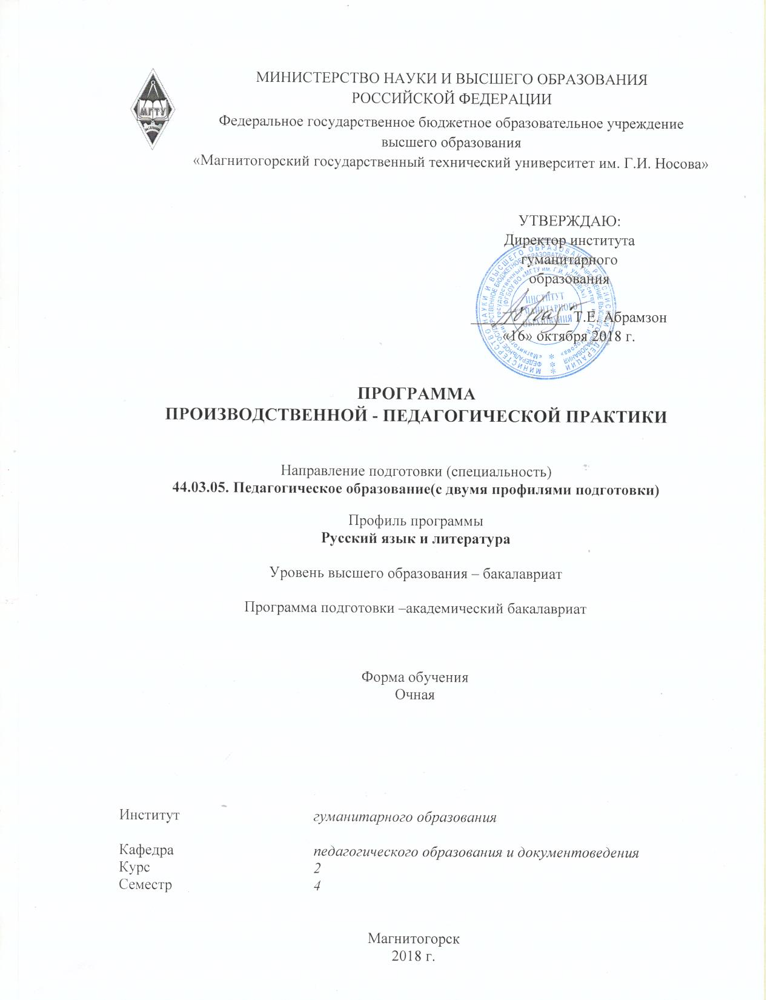 МИНИСТЕРСТВО НАУКИ И ВЫСШЕГО ОБРАЗОВАНИЯ
РОССИЙСКОЙ ФЕДЕРАЦИИ
Федеральное государственное бюджетное образовательное учреждение
высшего образования
«Магнитогорский государственный технический университет им. Г.И. Носова»
МГТУ
УТВЕРЖДАЮ:
Директор института
гуманитарного
образования
Т.Е. Абрамзон
«16» октября 2018 г.
ИНСТИТУТ
ГУМАНИТАРНОГО
ОБРАЗОВАНИЯ
ПРОГРАММА
ПРОИЗВОДСТВЕННОЙ - ПЕДАГОГИЧЕСКОЙ ПРАКТИКИ
Направление подготовки (специальность)
44.03.05. Педагогическое образование(с двумя профилями подготовки)
Профиль программы
Русский язык и литература
Уровень высшего образования – бакалавриат
Программа подготовки –академический бакалавриат
Форма обучения
Очная
Институт гуманитарного образования
Кафедра педагогического образования и документоведения
Курс 2
Семестр 4
Магнитогорск
2018 г.